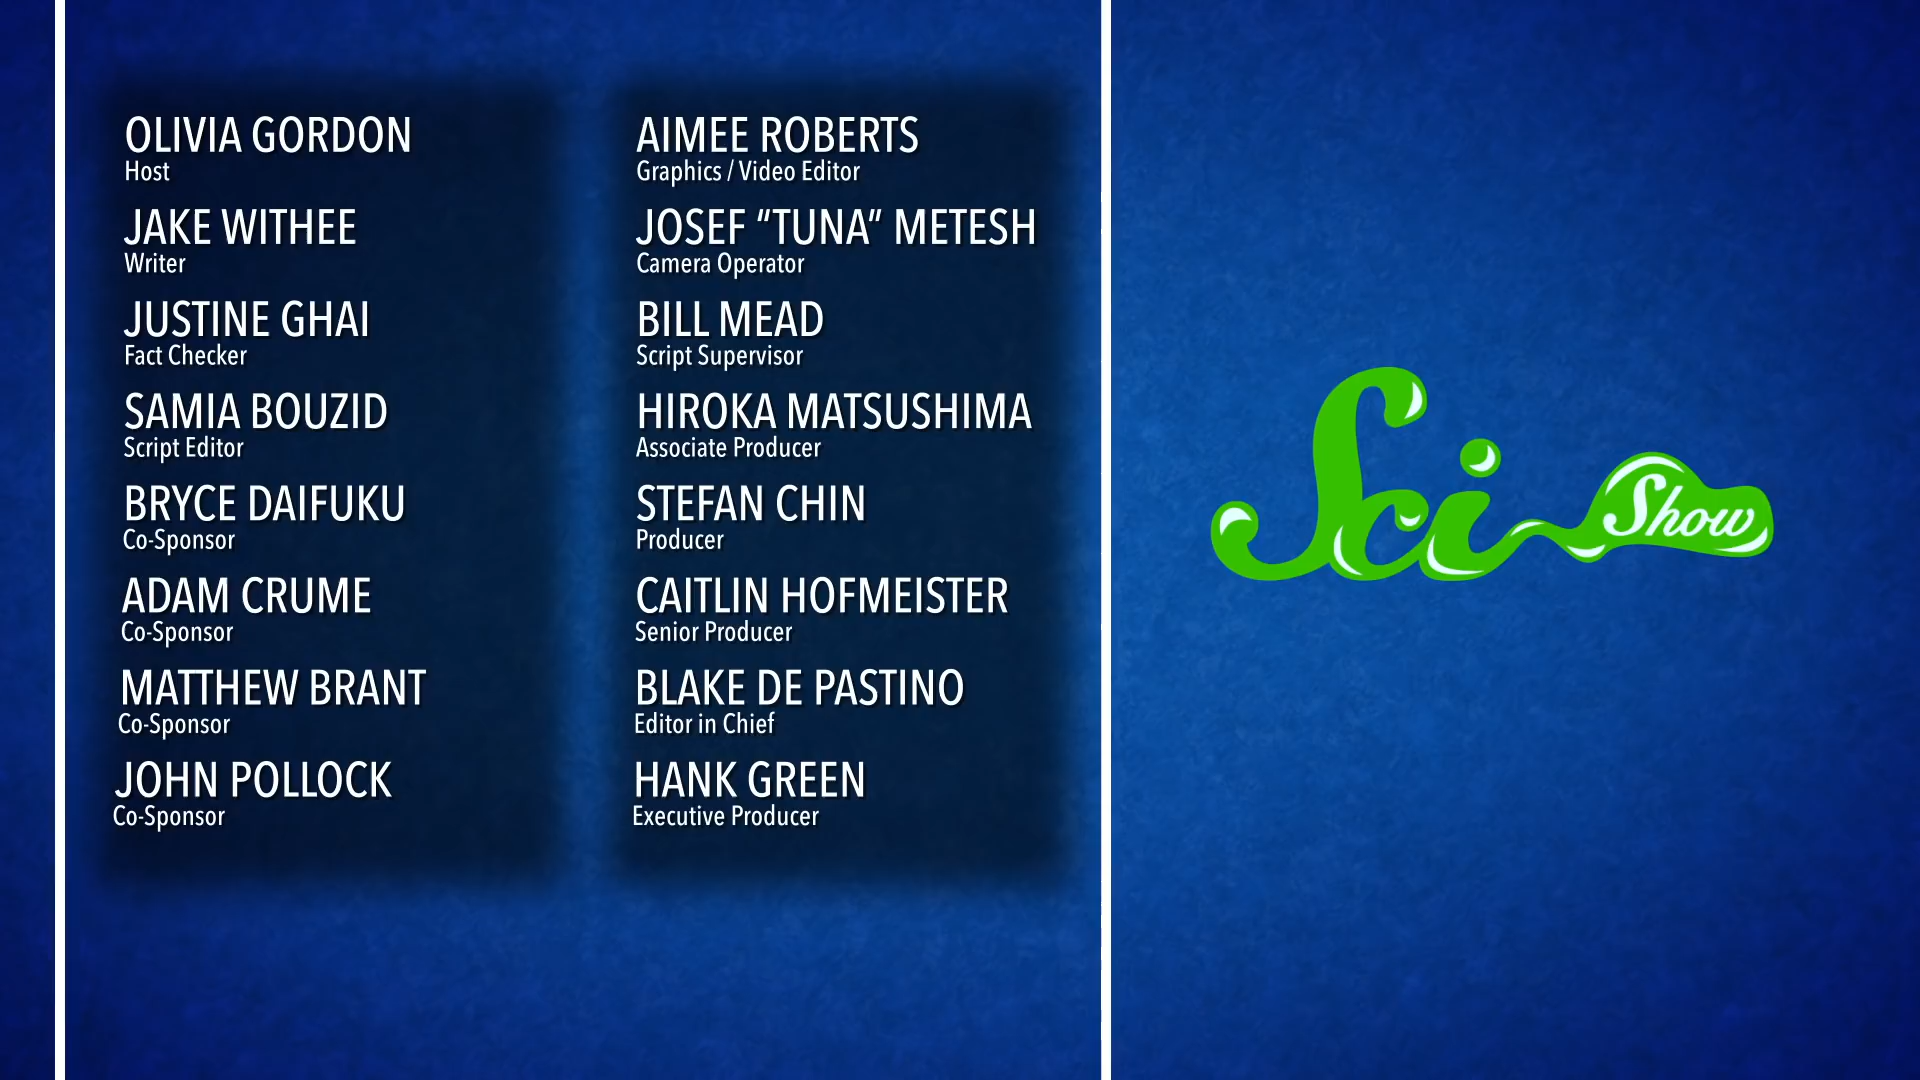 OLIVIA GORDON
Host
JAKE WITHEE
Writer
JUSTINE GHAI
Fact Checker
SAMIA BOUZID
Script Editor
BRYCE DAIFUKU
Co-Sponsor
ADAM CRUME
Co-Sponsor
MATTHEW BRANT
Co-Sponsor
JOHN POLLOCK
Co-Sponsor
AIMEE ROBERTS
Graphics / Video Editor
JOSEF “TUNA” METESH
Camera Operator
BILL MEAD
Script Supervisor
HIROKA MATSUSHIMA
Associate Producer
STEFAN CHIN
Producer
CAITLIN HOFMEISTER
Senior Producer
BLAKE DE PASTINO
Editor in Chief
HANK GREEN
Executive Producer
Sci Show